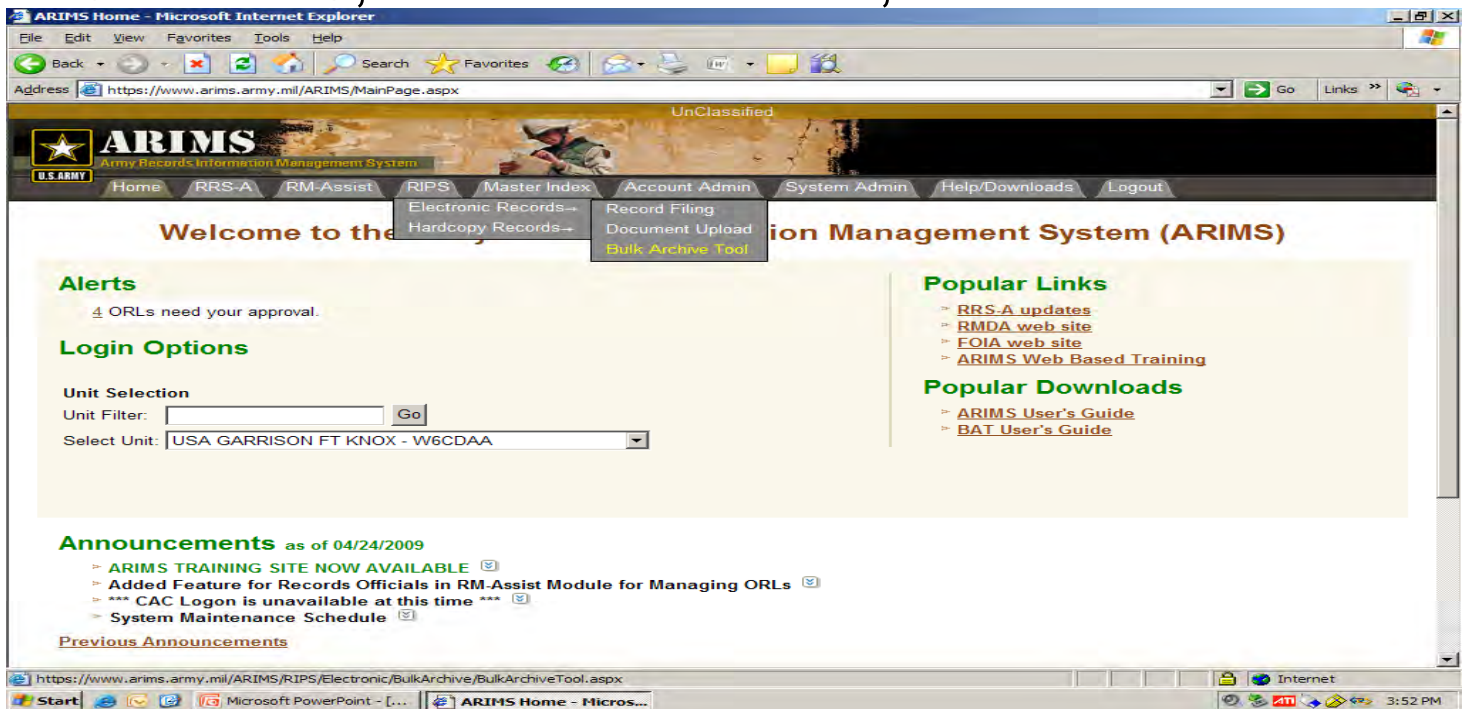 ARIMS Home - Microsoft Internet Explorer
File Edit View Favorites Tools Help
Back Search Favorites
Address https://www.arims.army.mil/ARIMS/MainPage.aspx Go Links »
UnClassified
ARIMS
Army Records Information Management System
U.S.ARMY
Home RRS-A RM-Assist RIPS Master Index Account Admin System Admin Help/Downloads Logout
Electronic Records→ Record Filing
Hardcopy Records→ Document Upload
Bulk Archive Tool
Welcome to the ion Management System (ARIMS)
Alerts
4 ORLs need your approval.
Login Options
Unit Selection
Unit Filter: Go
Select Unit: USA GARRISON FT KNOX - W6CDAA
Popular Links
RRS-A updates
RMDA web site
FOIA web site
ARIMS Web Based Training
Popular Downloads
ARIMS User's Guide
BAT User's Guide
Announcements as of 04/24/2009
ARIMS TRAINING SITE NOW AVAILABLE
Added Feature for Records Officials in RM-Assist Module for Managing ORLs
*** CAC Logon is unavailable at this time ***
System Maintenance Schedule
Previous Announcements
https://www.arims.army.mil/ARIMS/RIPS/Electronic/BulkArchive/BulkArchiveTool.aspx Internet
Start Microsoft PowerPoint - [... ARIMS Home - Micros... ATI 3:52 PM